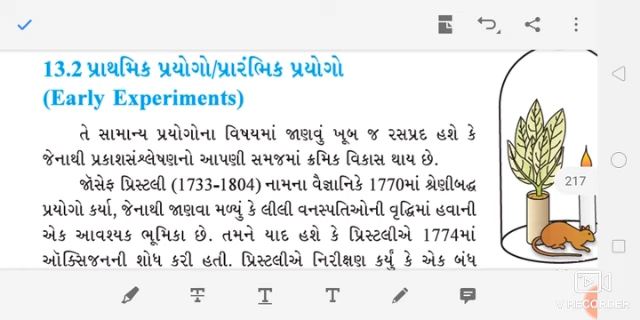 13.2 પ્રાથમિક પ્રયોગો/પ્રારંભિક પ્રયોગો
(Early Experiments)
તે સામાન્ય પ્રયોગોના વિષયમાં જાણવું ખૂબ જ રસપ્રદ હશે કે
જેનાથી પ્રકાશસંશ્લેષણનો આપણી સમજમાં ક્રમિક વિકાસ થાય છે.
જૉસેફ પ્રિસ્ટલી (1733-1804) નામના વૈજ્ઞાનિકે 1770માં શ્રેણીબદ્ધ
પ્રયોગો કર્યા, જેનાથી જાણવા મળ્યું કે લીલી વનસ્પતિઓની વૃદ્ધિમાં હવાની
એક આવશ્યક ભૂમિકા છે. તમને યાદ હશે કે પ્રિસ્ટલીએ 1774માં
ઑક્સિજનની શોધ કરી હતી. પ્રિસ્ટલીએ નિરીક્ષણ કર્યું કે એક બંધ
217
V RECORDER